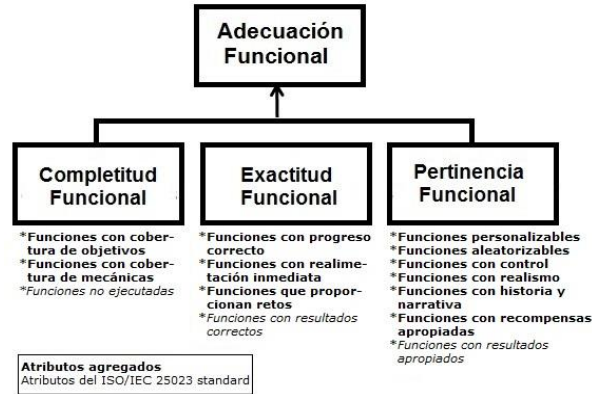 Adecuación
Funcional
Completitud
Funcional
Exactitud
Funcional
Pertinencia
Funcional
*Funciones con cober-
tura de objetivos
*Funciones con cober-
tura de mecánicas
*Funciones no ejecutadas
*Funciones con progreso
correcto
*Funciones con realime-
tación inmediata
*Funciones que propor-
cionan retos
*Funciones con resultados
correctos
*Funciones personalizables
*Funciones aleatorizables
*Funciones con control
*Funciones con realismo
*Funciones con historia y
narrativa
*Funciones con recompensas
apropiadas
*Funciones con resultados
apropiados
Atributos agregados
Atributos del ISO/IEC 25023 standard